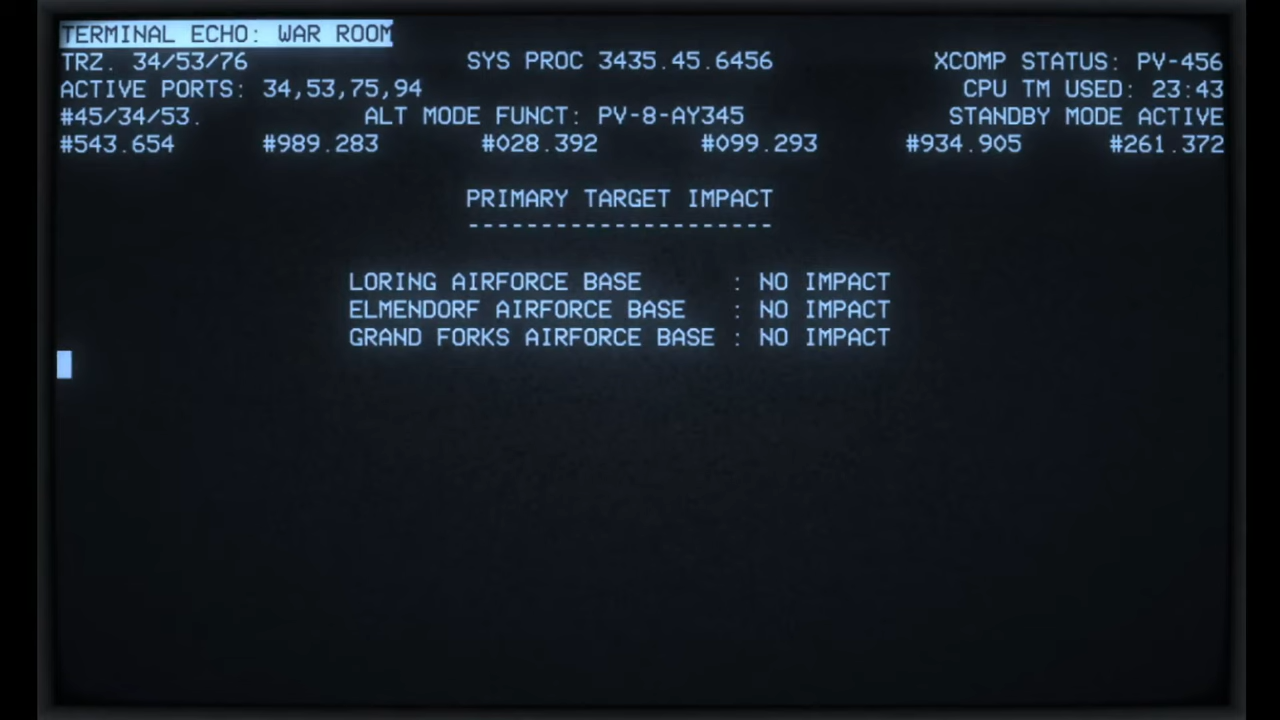 TERMINAL ECHO: WAR ROOM
TRZ. 34/53/76 SYS PROC 3435.45.6456 XCOMP STATUS: PV-456
ACTIVE PORTS: 34,53,75,94 CPU TM USED: 23:43
#45/34/53. ALT MODE FUNCT: PV-8-AY345 STANDBY MODE ACTIVE
#543.654 #989.283 #028.392 #099.293 #934.905 #261.372
PRIMARY TARGET IMPACT
---------------------
LORING AIRFORCE BASE : NO IMPACT
ELMENDORF AIRFORCE BASE : NO IMPACT
GRAND FORKS AIRFORCE BASE : NO IMPACT